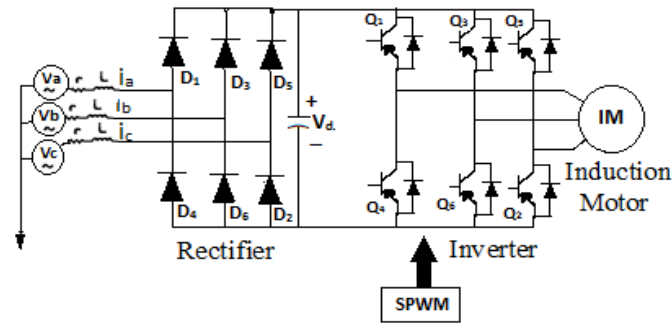 Q₁ Q₃ Q₅
Va r L ia D₁ D₃ D₅
Vb r L ib
Vc r L ic
+
Vd.
−
IM
Induction
Motor
D₄ D₆ D₂
Q₄ Q₆ Q₂
Rectifier
Inverter
SPWM